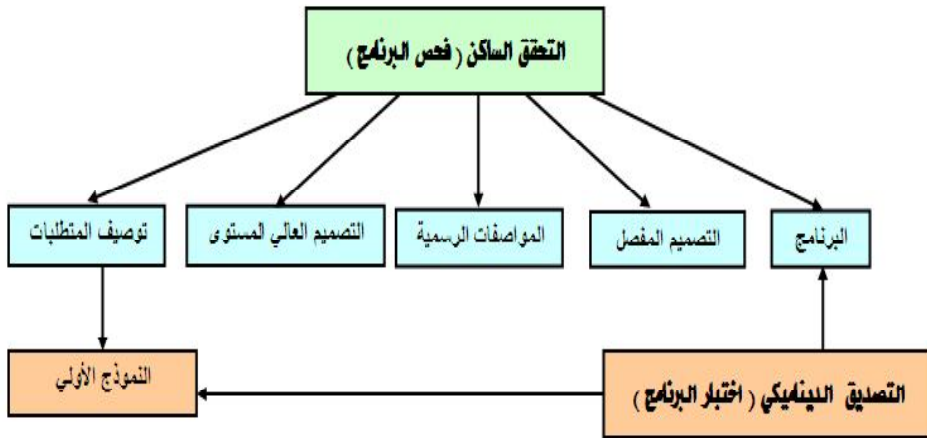 التحقق الساكن ( فحص البرنامج )
البرنامج
التصميم المفصل
المواصفات الرسمية
التصميم العالي المستوى
توصيف المتطلبات
التصديق الديناميكي ( اختبار البرنامج )
النموذج الأولي